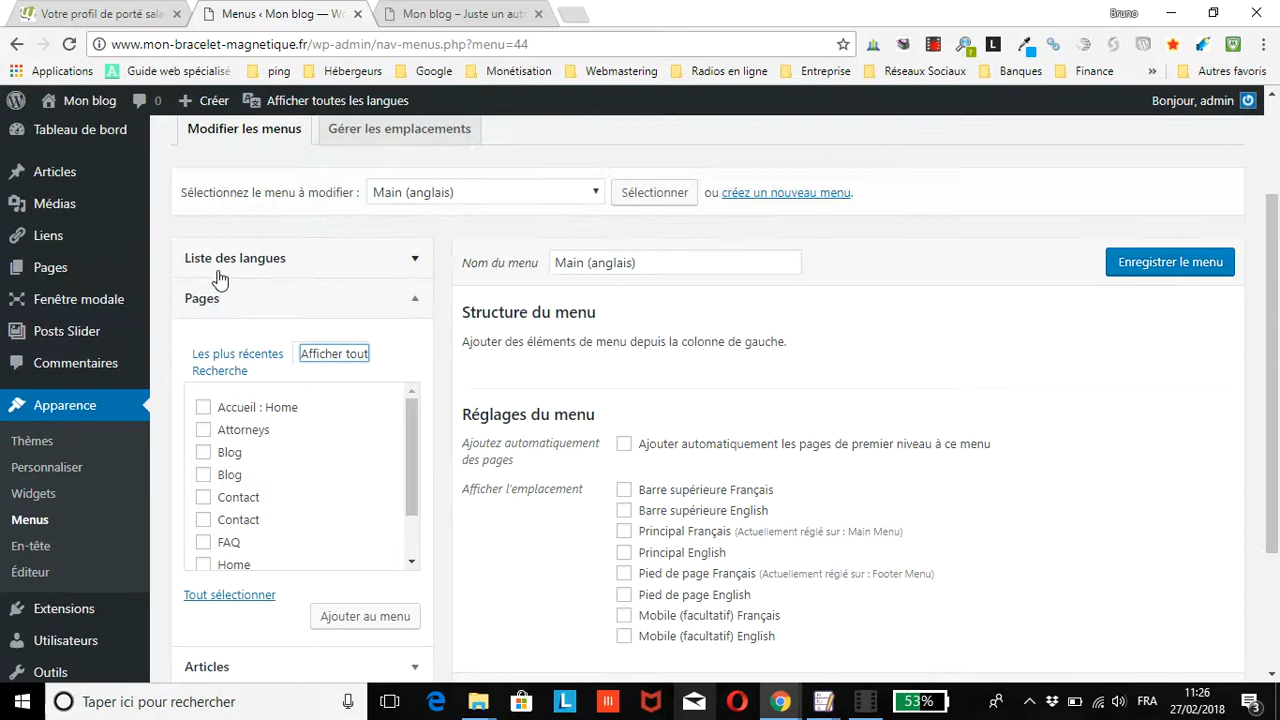 Votre profil de porté sala
Menus ‹ Mon blog — Wo
Mon blog – Juste un aut
Bruno
www.mon-bracelet-magnetique.fr/wp-admin/nav-menus.php?menu=44
Applications
Guide web spécialisé
ping
Hébergeurs
Google
Monétisation
Webmastering
Radios en ligne
Entreprise
Réseaux Sociaux
Banques
Finance
»
Autres favoris
Mon blog
0
Créer
Afficher toutes les langues
Bonjour, admin
Tableau de bord
Articles
Médias
Liens
Pages
Fenêtre modale
Posts Slider
Commentaires
Apparence
Thèmes
Personnaliser
Widgets
Menus
En-tête
Éditeur
Extensions
Utilisateurs
Outils
Modifier les menus
Gérer les emplacements
Sélectionnez le menu à modifier :
Main (anglais)
Sélectionner
ou créez un nouveau menu.
Liste des langues
Pages
Les plus récentes
Afficher tout
Recherche
Accueil : Home
Attorneys
Blog
Blog
Contact
Contact
FAQ
Home
Tout sélectionner
Ajouter au menu
Articles
Nom du menu
Main (anglais)
Enregistrer le menu
Structure du menu
Ajouter des éléments de menu depuis la colonne de gauche.
Réglages du menu
Ajoutez automatiquement
des pages
Ajouter automatiquement les pages de premier niveau à ce menu
Afficher l'emplacement
Barre supérieure Français
Barre supérieure English
Principal Français (Actuellement réglé sur : Main Menu)
Principal English
Pied de page Français (Actuellement réglé sur : Footer Menu)
Pied de page English
Mobile (facultatif) Français
Mobile (facultatif) English
Taper ici pour rechercher
53%
FRA
11:26
27/02/2018
3